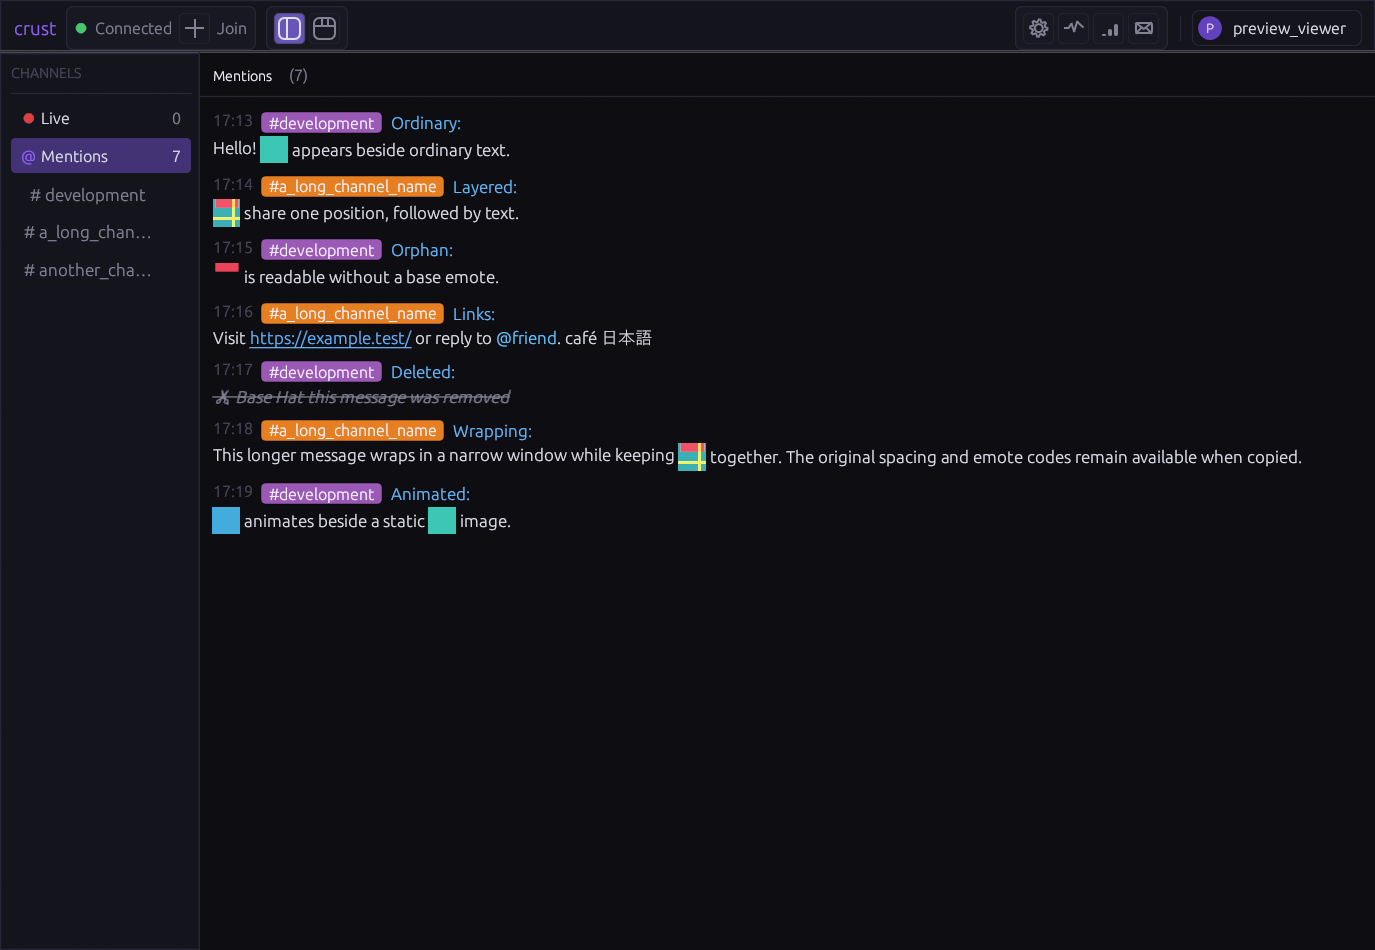 crust Connected Join P preview_viewer
CHANNELS
Live 0
@ Mentions 7
# development
# a_long_chan…
# another_cha…
Mentions (7)
17:13 #development Ordinary:
Hello! appears beside ordinary text.
17:14 #a_long_channel_name Layered:
share one position, followed by text.
17:15 #development Orphan:
is readable without a base emote.
17:16 #a_long_channel_name Links:
Visit https://example.test/ or reply to @friend. café 日本語
17:17 #development Deleted:
Base Hat this message was removed
17:18 #a_long_channel_name Wrapping:
This longer message wraps in a narrow window while keeping together. The original spacing and emote codes remain available when copied.
17:19 #development Animated:
animates beside a static image.